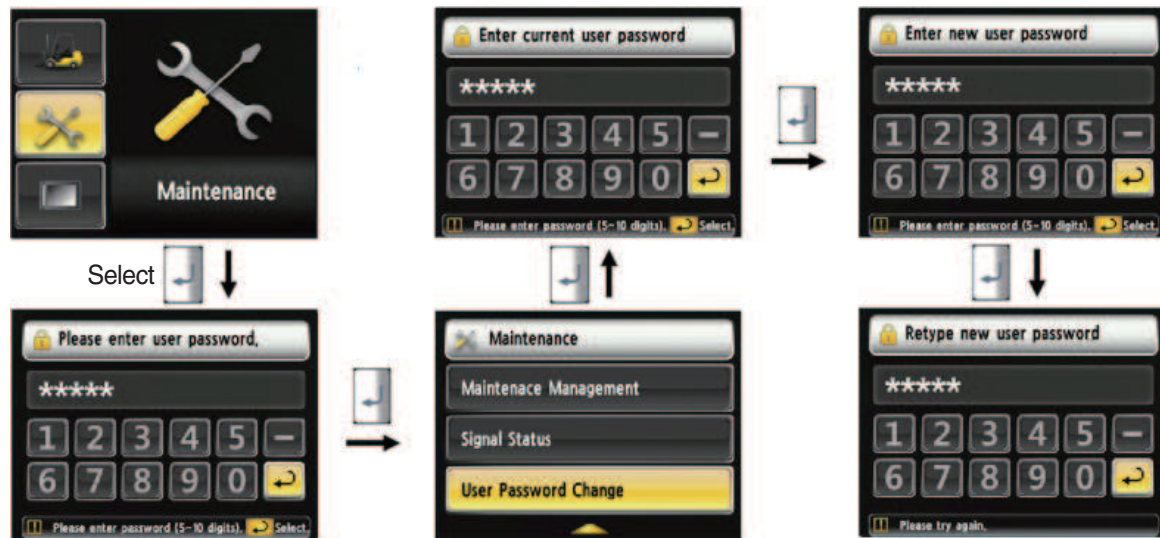 Maintenance
Select
Please enter user password.
*****
1 2 3 4 5 –
6 7 8 9 0
Please enter password (5-10 digits). Select.
Maintenance
Maintenace Management
Signal Status
User Password Change
Enter current user password
*****
1 2 3 4 5 –
6 7 8 9 0
Please enter password (5-10 digits). Select.
Enter new user password
*****
1 2 3 4 5 –
6 7 8 9 0
Please enter password (5-10 digits). Select.
Retype new user password
*****
1 2 3 4 5 –
6 7 8 9 0
Please try again.